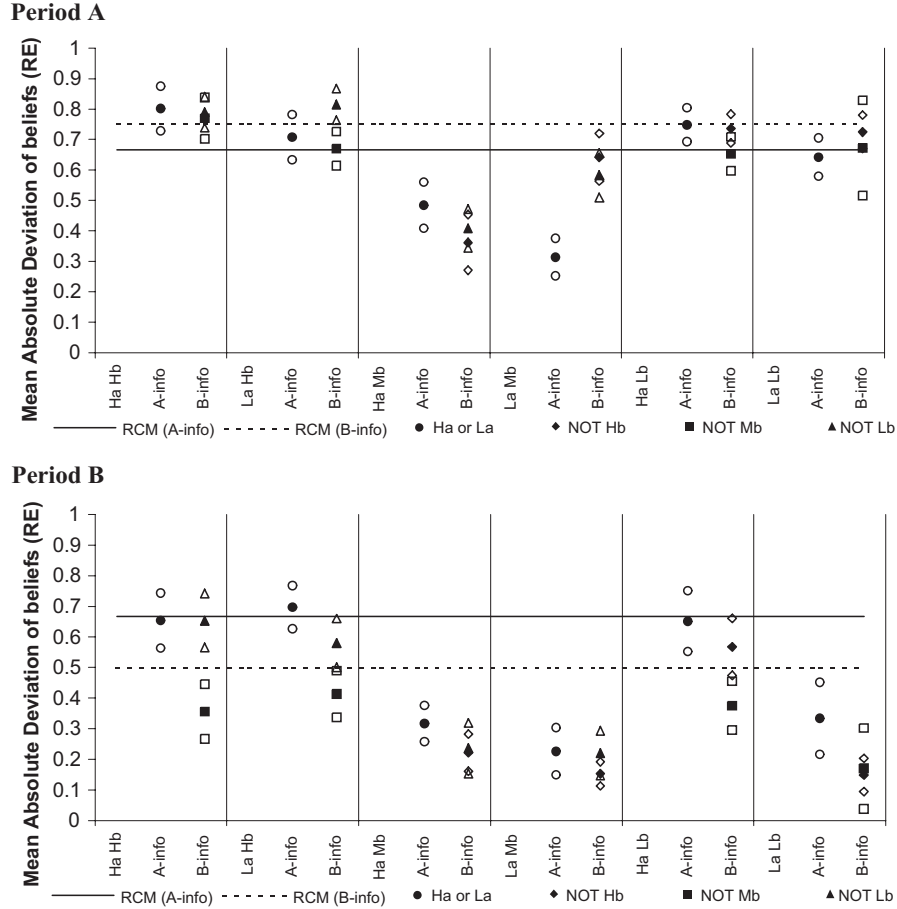 Period A
Mean Absolute Deviation of beliefs (RE)
1
0.9
0.8
0.7
0.6
0.5
0.4
0.3
0.2
0.1
0
Ha Hb A-info B-info La Hb A-info B-info Ha Mb A-info B-info La Mb A-info B-info Ha Lb A-info B-info La Lb A-info B-info
RCM (A-info) RCM (B-info) Ha or La NOT Hb NOT Mb NOT Lb
Period B
Mean Absolute Deviation of beliefs (RE)
1
0.9
0.8
0.7
0.6
0.5
0.4
0.3
0.2
0.1
0
Ha Hb A-info B-info La Hb A-info B-info Ha Mb A-info B-info La Mb A-info B-info Ha Lb A-info B-info La Lb A-info B-info
RCM (A-info) RCM (B-info) Ha or La NOT Hb NOT Mb NOT Lb